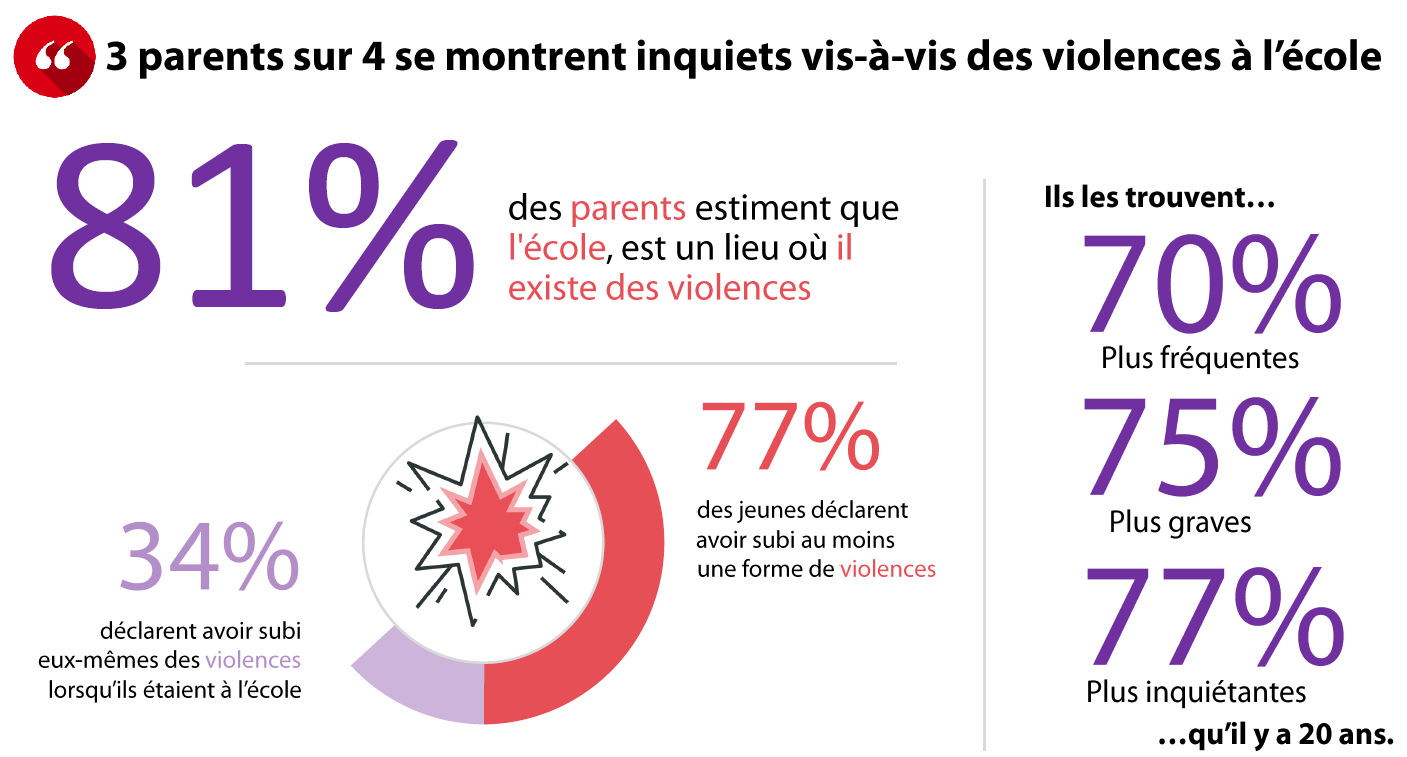 3 parents sur 4 se montrent inquiets vis-à-vis des violences à l’école
81%
des parents estiment que
l'école, est un lieu où il
existe des violences
34%
déclarent avoir subi
eux-mêmes des violences
lorsqu’ils étaient à l’école
77%
des jeunes déclarent
avoir subi au moins
une forme de violences
Ils les trouvent…
70%
Plus fréquentes
75%
Plus graves
77%
Plus inquiétantes
…qu’il y a 20 ans.